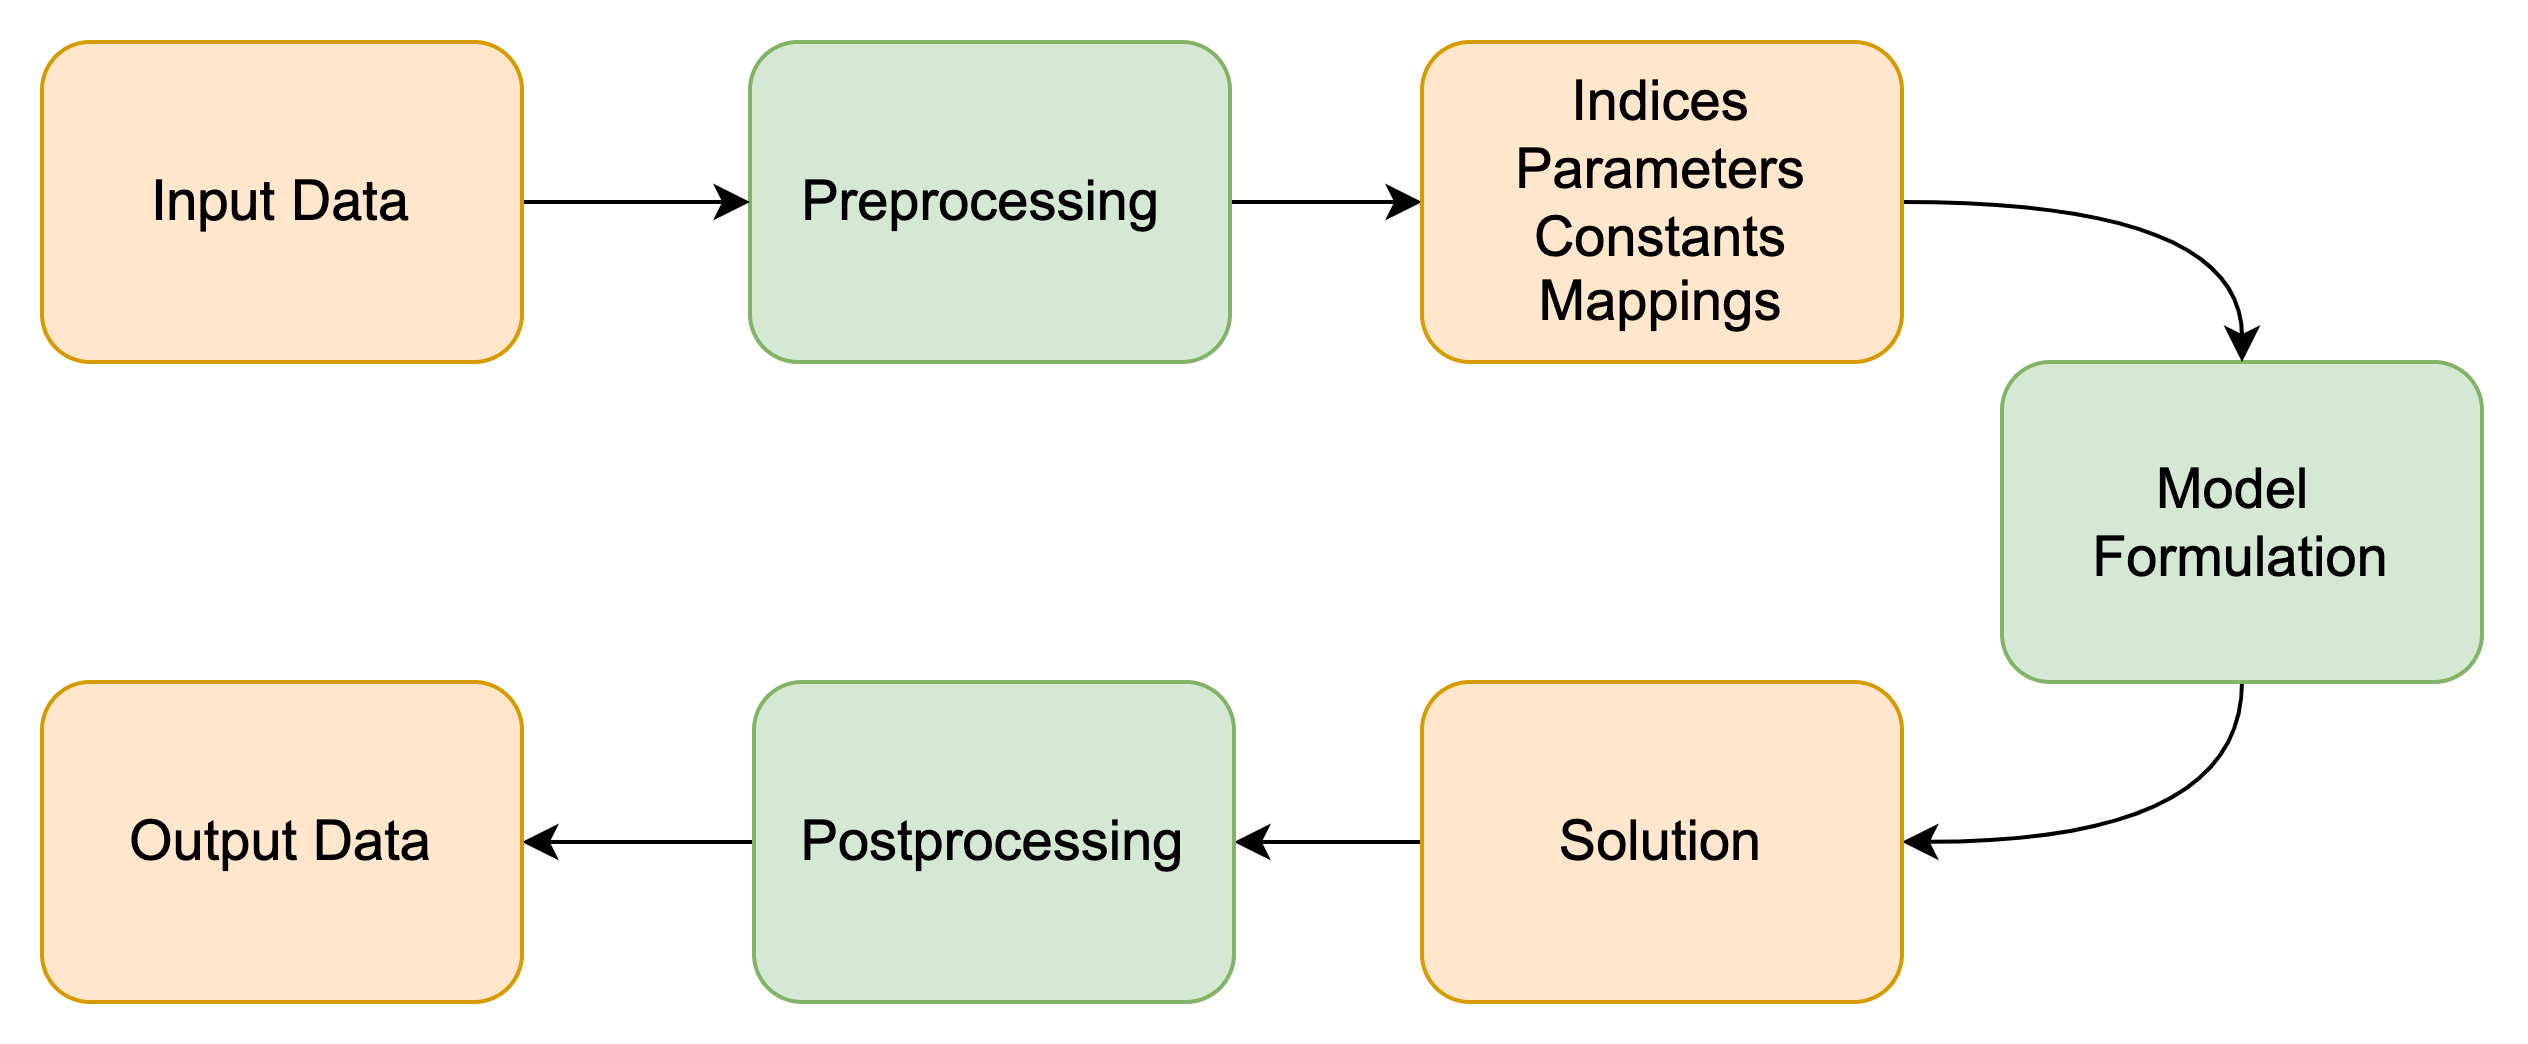 Input Data
Preprocessing
Indices
Parameters
Constants
Mappings
Model
Formulation
Solution
Postprocessing
Output Data